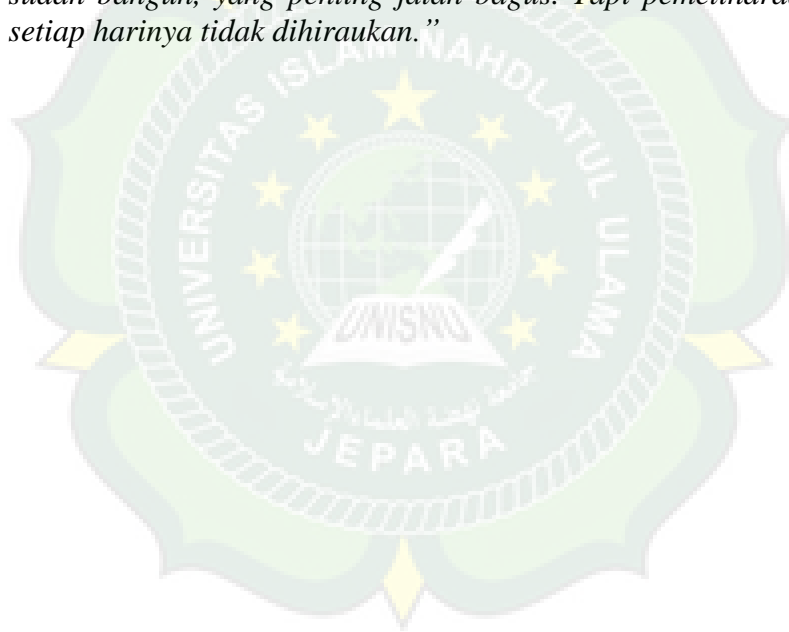 sudah bangun, yang penting jalan bagus. Tapi
setiap harinya tidak dihiraukan.”
UNIVERSITAS ISLAM NAHDLATUL ULAMA
UNISNU
JEPARA